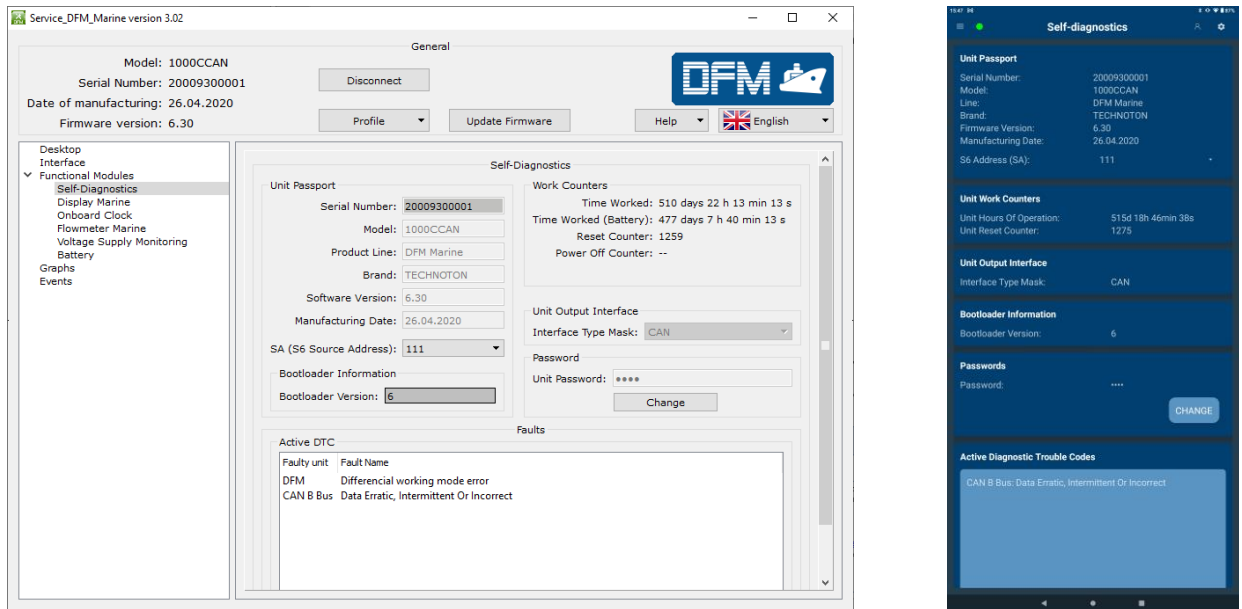 Service_DFM_Marine version 3.02
General
Model: 1000CCAN
Serial Number: 20009300001
Date of manufacturing: 26.04.2020
Firmware version: 6.30
Disconnect
Profile
Update Firmware
Help
English
DFM
Desktop
Interface
Functional Modules
Self-Diagnostics
Display Marine
Onboard Clock
Flowmeter Marine
Voltage Supply Monitoring
Battery
Graphs
Events
Self-Diagnostics
Unit Passport
Serial Number: 20009300001
Model: 1000CCAN
Product Line: DFM Marine
Brand: TECHNOTON
Software Version: 6.30
Manufacturing Date: 26.04.2020
SA (S6 Source Address): 111
Bootloader Information
Bootloader Version: 6
Work Counters
Time Worked: 510 days 22 h 13 min 13 s
Time Worked (Battery): 477 days 7 h 40 min 13 s
Reset Counter: 1259
Power Off Counter: --
Unit Output Interface
Interface Type Mask: CAN
Password
Unit Password: ••••
Change
Faults
Active DTC
Faulty unit Fault Name
DFM Differencial working mode error
CAN B Bus Data Erratic, Intermittent Or Incorrect
Self-diagnostics
Unit Passport
Serial Number: 20009300001
Model: 1000CCAN
Line: DFM Marine
Brand: TECHNOTON
Firmware Version: 6.30
Manufacturing Date: 26.04.2020
S6 Address (SA): 111
Unit Work Counters
Unit Hours Of Operation: 515d 18h 46min 38s
Unit Reset Counter: 1275
Unit Output Interface
Interface Type Mask: CAN
Bootloader Information
Bootloader Version: 6
Passwords
Password: ••••
CHANGE
Active Diagnostic Trouble Codes
CAN B Bus: Data Erratic, Intermittent Or Incorrect